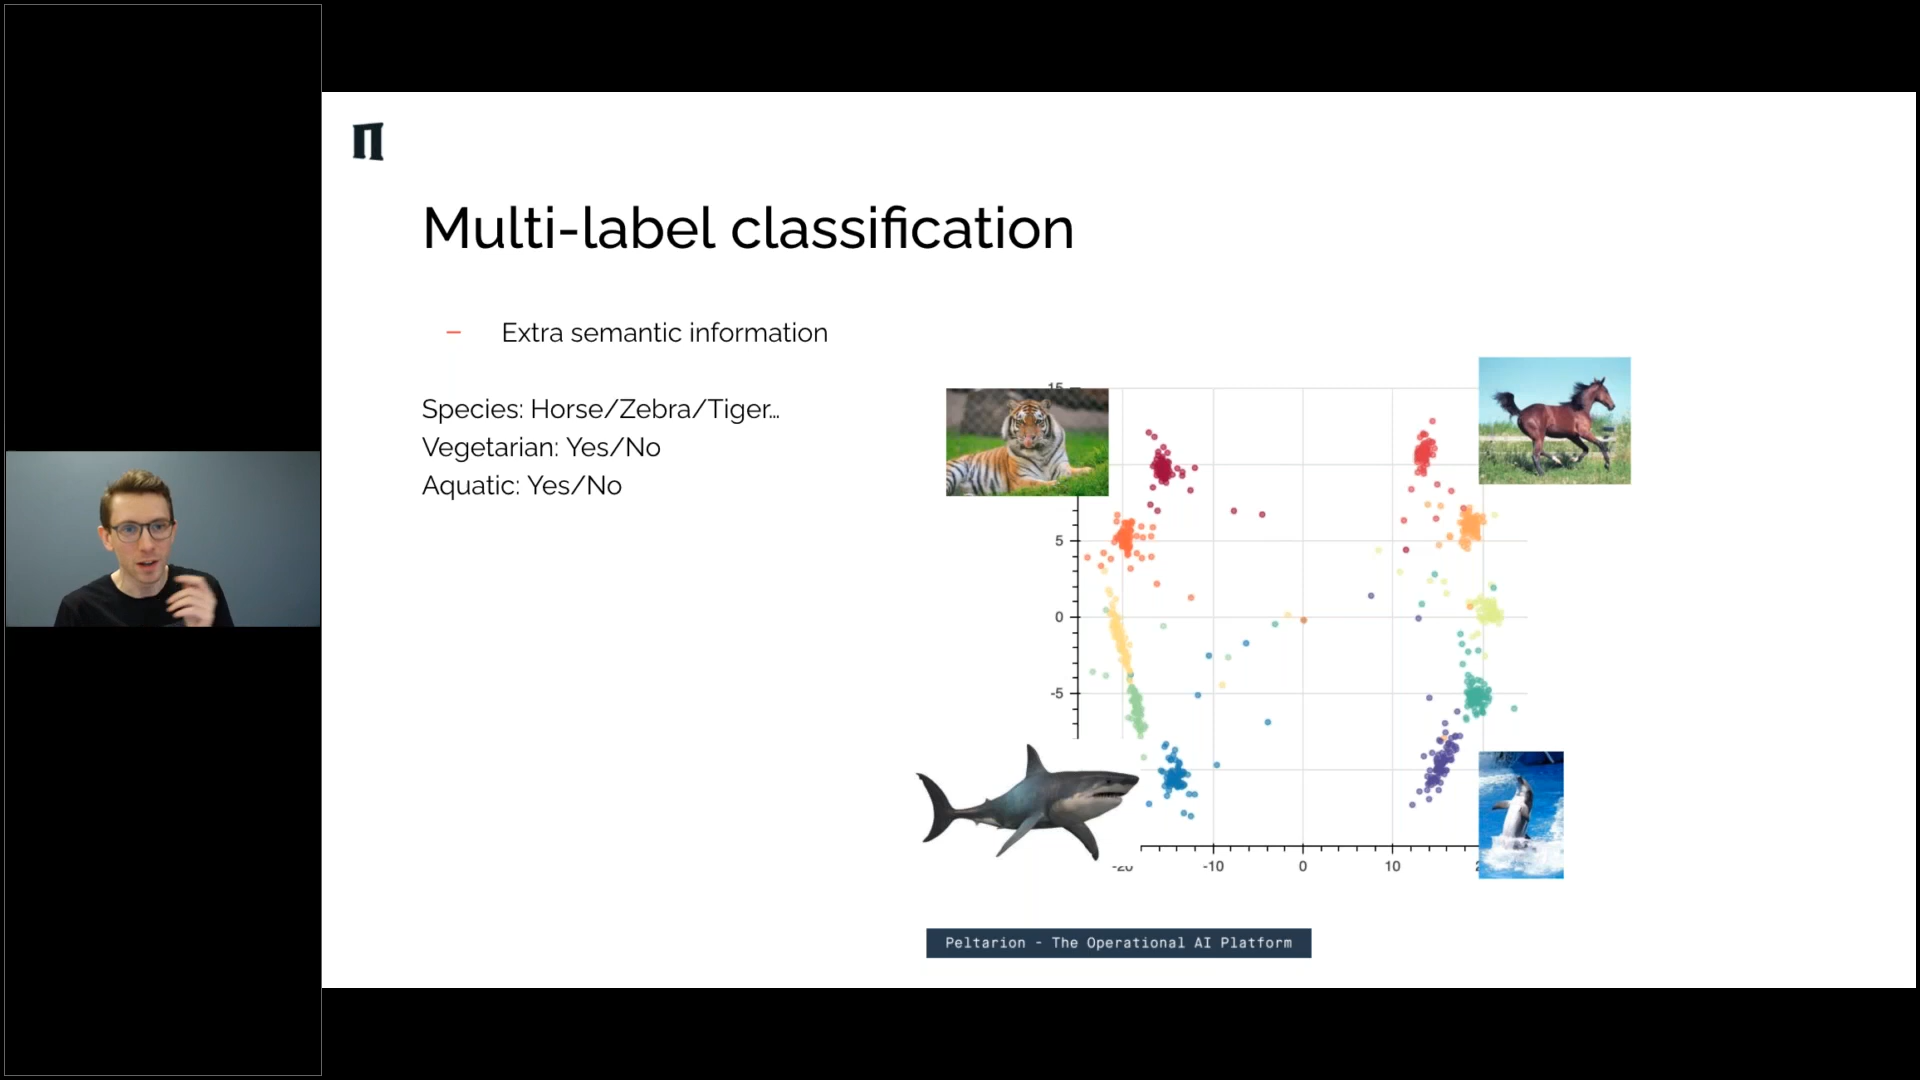 Multi-label classification
– Extra semantic information
Species: Horse/Zebra/Tiger...
Vegetarian: Yes/No
Aquatic: Yes/No
15
5
0
-5
-20
-10
0
10
Peltarion - The Operational AI Platform